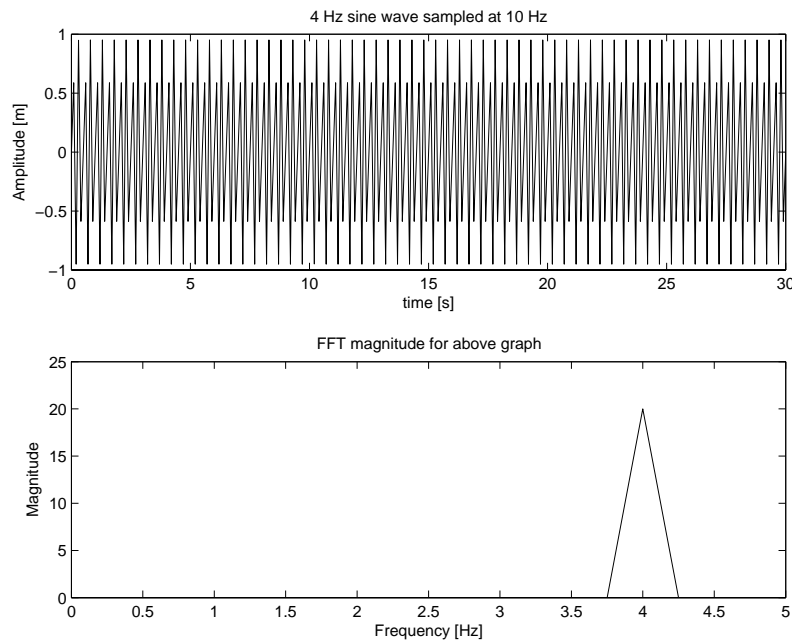 4 Hz sine wave sampled at 10 Hz
1
0.5
0
−0.5
−1
Amplitude [m]
0 5 10 15 20 25 30
time [s]
FFT magnitude for above graph
25
20
15
10
5
0
Magnitude
0 0.5 1 1.5 2 2.5 3 3.5 4 4.5 5
Frequency [Hz]